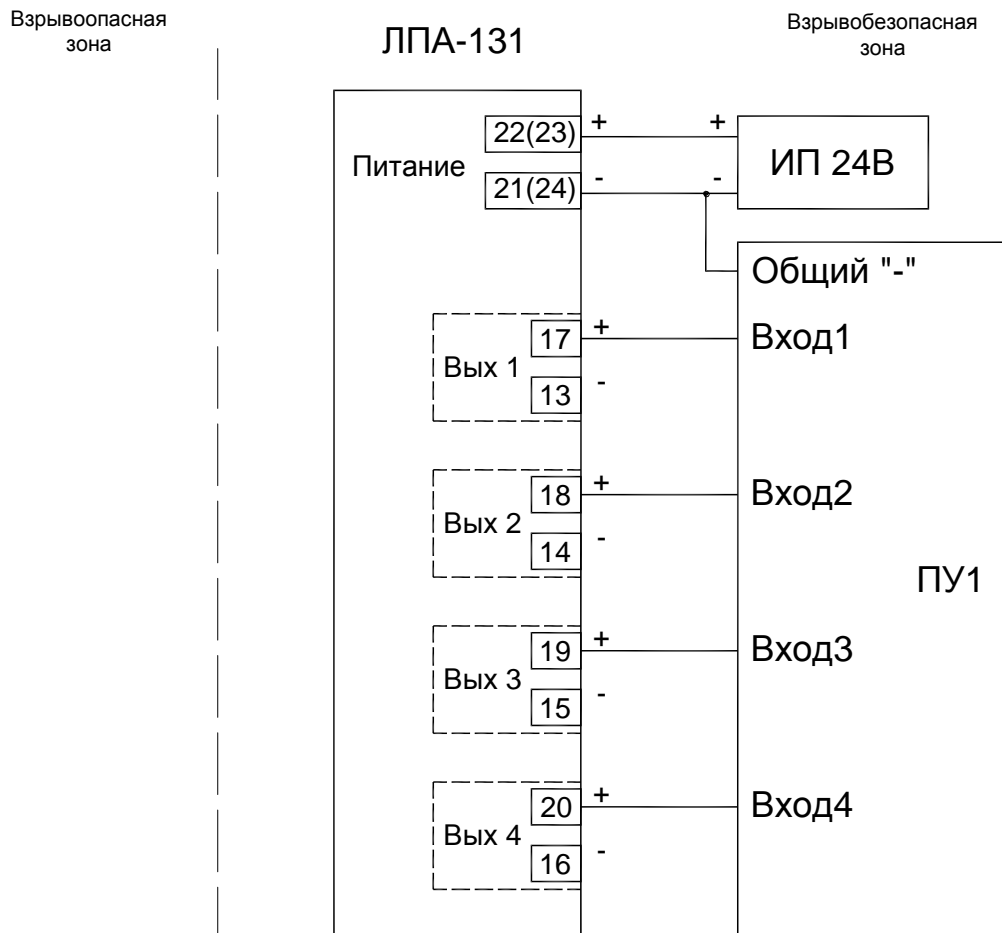 Взрывоопасная
зона
ЛПА-131
Взрывобезопасная
зона
Питание
22(23)
+
+
ИП 24В
21(24)
-
-
Общий "-"
Вых 1
17
+
Вход1
13
-
Вых 2
18
+
Вход2
14
-
ПУ1
Вых 3
19
+
Вход3
15
-
Вых 4
20
+
Вход4
16
-